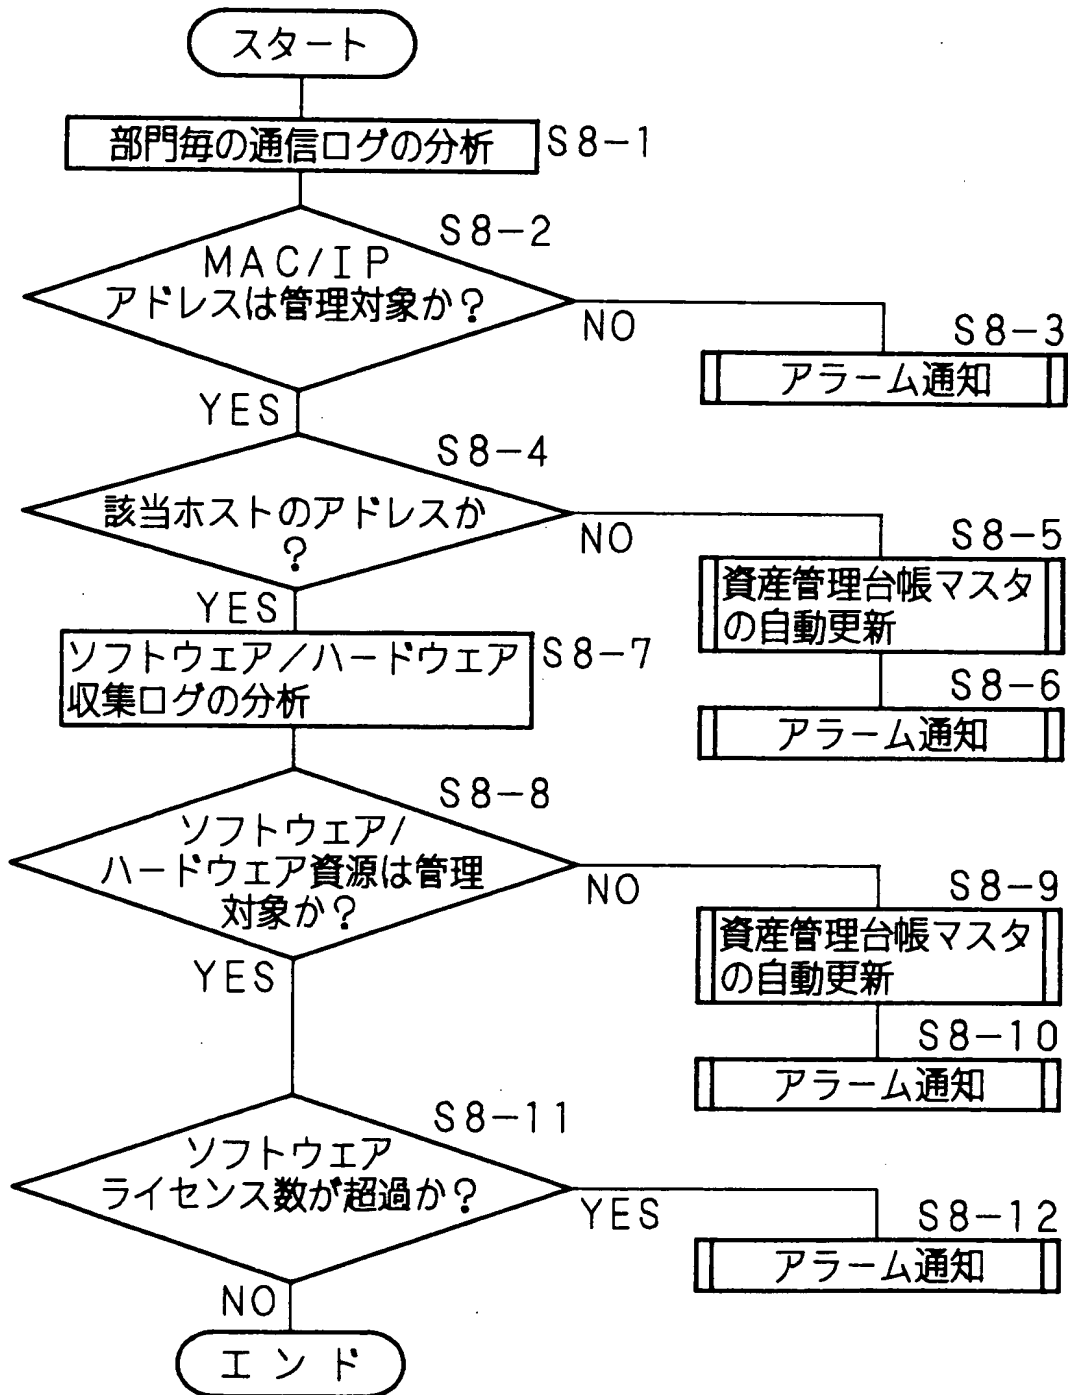 スタート
部門毎の通信ログの分析
S8-1
S8-2
MAC/IP
アドレスは管理対象か?
NO
S8-3
アラーム通知
YES
S8-4
該当ホストのアドレスか
?
NO
S8-5
資産管理台帳マスタ
の自動更新
YES
S8-6
アラーム通知
ソフトウェア/ハードウェア
収集ログの分析
S8-7
S8-8
ソフトウェア/
ハードウェア資源は管理
対象か?
NO
S8-9
資産管理台帳マスタ
の自動更新
YES
S8-10
アラーム通知
S8-11
ソフトウェア
ライセンス数が超過か?
YES
S8-12
アラーム通知
NO
エンド